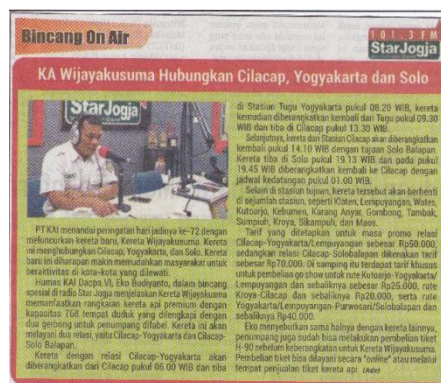 Bincang On Air
101.3 FM
StarJogja
KA Wijayakusuma Hubungkan Cilacap, Yogyakarta dan Solo
StarJogja
PT KAI menandai peringatan hari jadinya ke-72 dengan
meluncurkan kereta baru, Kereta Wijayakusuma. Kereta
ini menghubungkan Cilacap, Yogyakarta, dan Solo. Kereta
baru ini diharapan makin memudahkan masyarakat untuk
beraktivitas di kota-kota yang dilewati.
Humas KAI Daops VI, Eko Budiyanto, dalam bincang
spesial di radio Star Jogja menjelaskan Kereta Wijayakusuma
memanfaatkan rangkaian kereta api premium dengan
kapasitas 768 tempat duduk yang dilengkapi dengan
dua gerbong untuk penumpang difabel. Kereta ini akan
melayani dua relasi, yaitu Cilacap-Yogyakarta dan Cilacap-
Solo Balapan.
Kereta dengan relasi Cilacap-Yogyakarta akan
diberangkatkan dari Cilacap pukul 05.00 WIB dan tiba
di Stasiun Tugu Yogyakarta pukul 08.20 WIB, kereta
kemudian diberangkatkan kembali dari Tugu pukul 09.30
WIB dan tiba di Cilacap pukul 13.30 WIB.
Selanjutnya, kereta dari Stasiun Cilacap akan diberangkatkan
kembali pukul 14.10 WIB dengan tujuan Solo Balapan.
Kereta tiba di Solo pukul 19.13 WIB dan pada pukul
19.45 WIB diberangkatkan kembali ke Cilacap dengan
jadwal kedatangan pukul 01.00 WIB.
Selain di stasiun tujuan, kereta tersebut akan berhenti
di sejumlah stasiun, seperti Klaten, Lempuyangan, Wates,
Kutoarjo, Kebumen, Karang Anyar, Gombong, Tambak,
Sumpiuh, Kroya, Sikampuh, dan Maos.
Tarif yang ditetapkan untuk masa promo relasi
Cilacap-Yogyakarta/Lempuyangan sebesar Rp50.000,
sedangkan relasi Cilacap-Solobalapan dikenakan tarif
sebesar Rp70.000. Di samping itu terdapat tarif khusus
untuk pembelian go show untuk rute Kutoarjo-Yogyakarta/
Lempuyangan dan sebaliknya sebesar Rp25.000, rute
Kroya-Cilacap dan sebaliknya Rp20.000, serta rute
Yogyakarta/Lempuyangan-Purwosari/Solobalapan dan
sebaliknya Rp40.000.
Eko menyebutkan sama halnya dengan kereta lainnya,
penumpang juga sudah bisa melakukan pembelian tiket
H-90 sebelum keberangkatan untuk Kereta Wijayakusuma.
Pembelian tiket bisa dilayani secara "online" atau melalui
tempat penjualan tiket kereta api. (Adv)